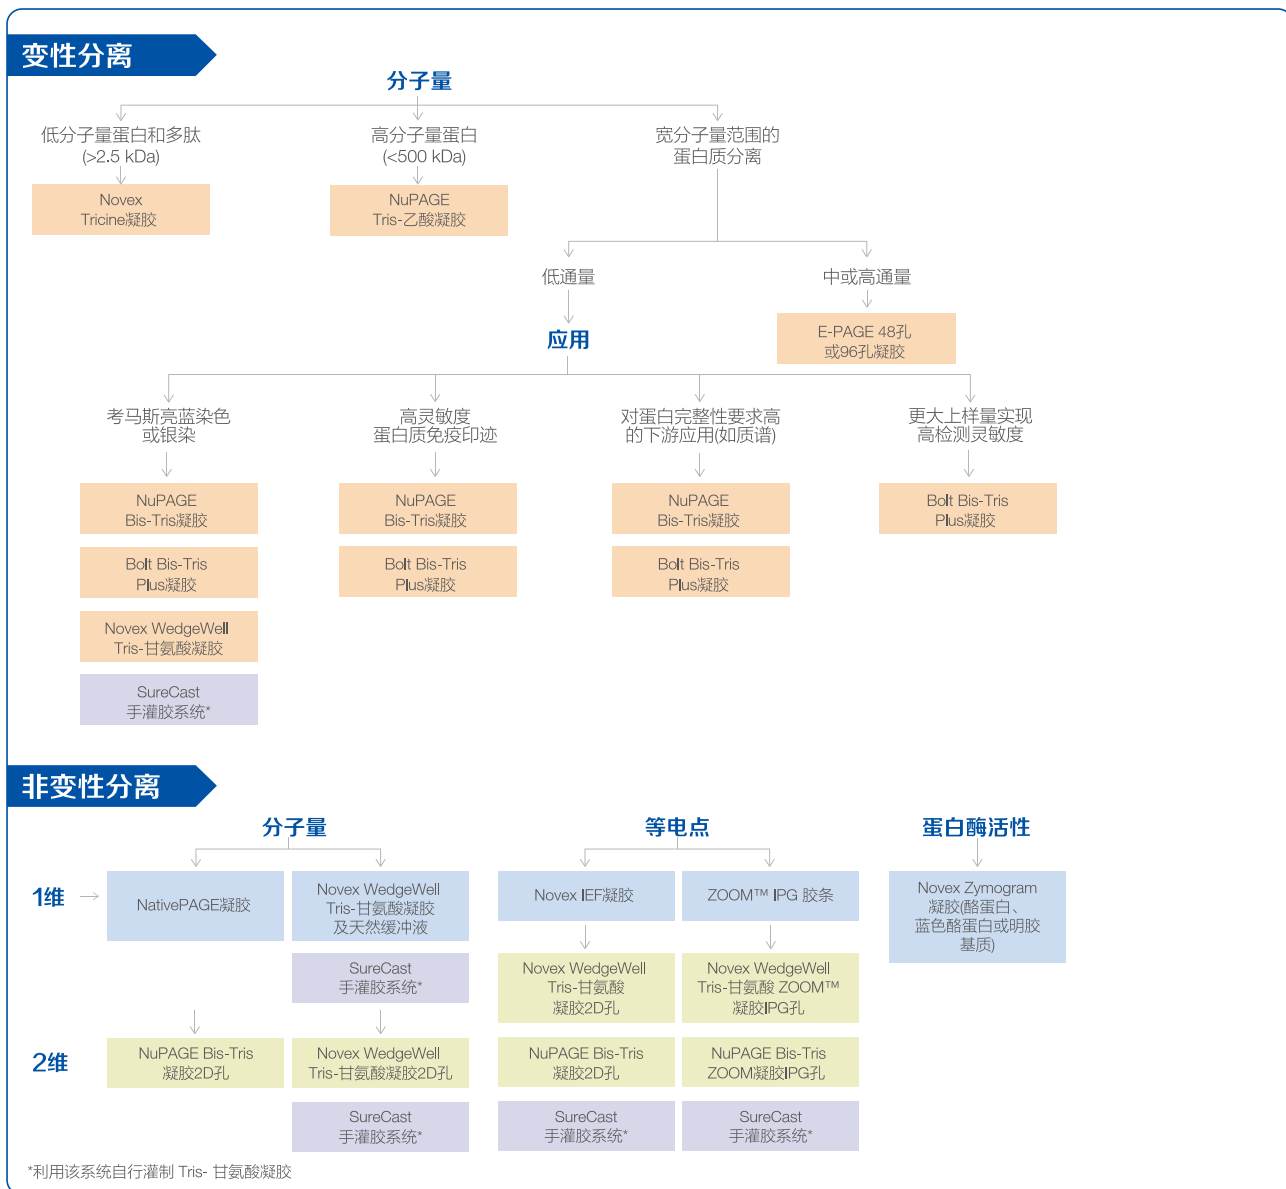 变性分离
分子量
低分子量蛋白和多肽
(>2.5 kDa)
高分子量蛋白
(<500 kDa)
宽分子量范围的
蛋白质分离
Novex
Tricine凝胶
NuPAGE
Tris-乙酸凝胶
低通量
中或高通量
E-PAGE 48孔
或96孔凝胶
应用
考马斯亮蓝染色
或银染
高灵敏度
蛋白质免疫印迹
对蛋白完整性要求高
的下游应用(如质谱)
更大上样量实现
高检测灵敏度
NuPAGE
Bis-Tris凝胶
NuPAGE
Bis-Tris凝胶
NuPAGE
Bis-Tris凝胶
Bolt Bis-Tris
Plus凝胶
Bolt Bis-Tris
Plus凝胶
Bolt Bis-Tris
Plus凝胶
Bolt Bis-Tris
Plus凝胶
Novex WedgeWell
Tris-甘氨酸凝胶
SureCast
手灌胶系统*
非变性分离
分子量
等电点
蛋白酶活性
1维
NativePAGE凝胶
Novex WedgeWell
Tris-甘氨酸凝胶
及天然缓冲液
Novex IEF凝胶
ZOOM™ IPG 胶条
Novex Zymogram
凝胶(酪蛋白、
蓝色酪蛋白或明胶
基质)
SureCast
手灌胶系统*
Novex WedgeWell
Tris-甘氨酸
凝胶2D孔
Novex WedgeWell
Tris-甘氨酸 ZOOM™
凝胶IPG孔
2维
NuPAGE Bis-Tris
凝胶2D孔
Novex WedgeWell
Tris-甘氨酸凝胶2D孔
NuPAGE Bis-Tris
凝胶2D孔
NuPAGE Bis-Tris
ZOOM凝胶IPG孔
SureCast
手灌胶系统*
SureCast
手灌胶系统*
SureCast
手灌胶系统*
*利用该系统自行灌制 Tris- 甘氨酸凝胶